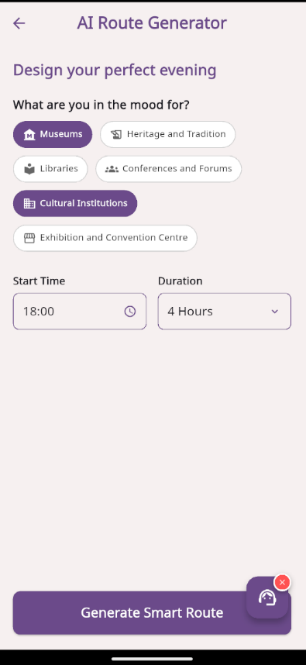 AI Route Generator
Design your perfect evening
What are you in the mood for?
Museums
Heritage and Tradition
Libraries
Conferences and Forums
Cultural Institutions
Exhibition and Convention Centre
Start Time
Duration
18:00
4 Hours
Generate Smart Route